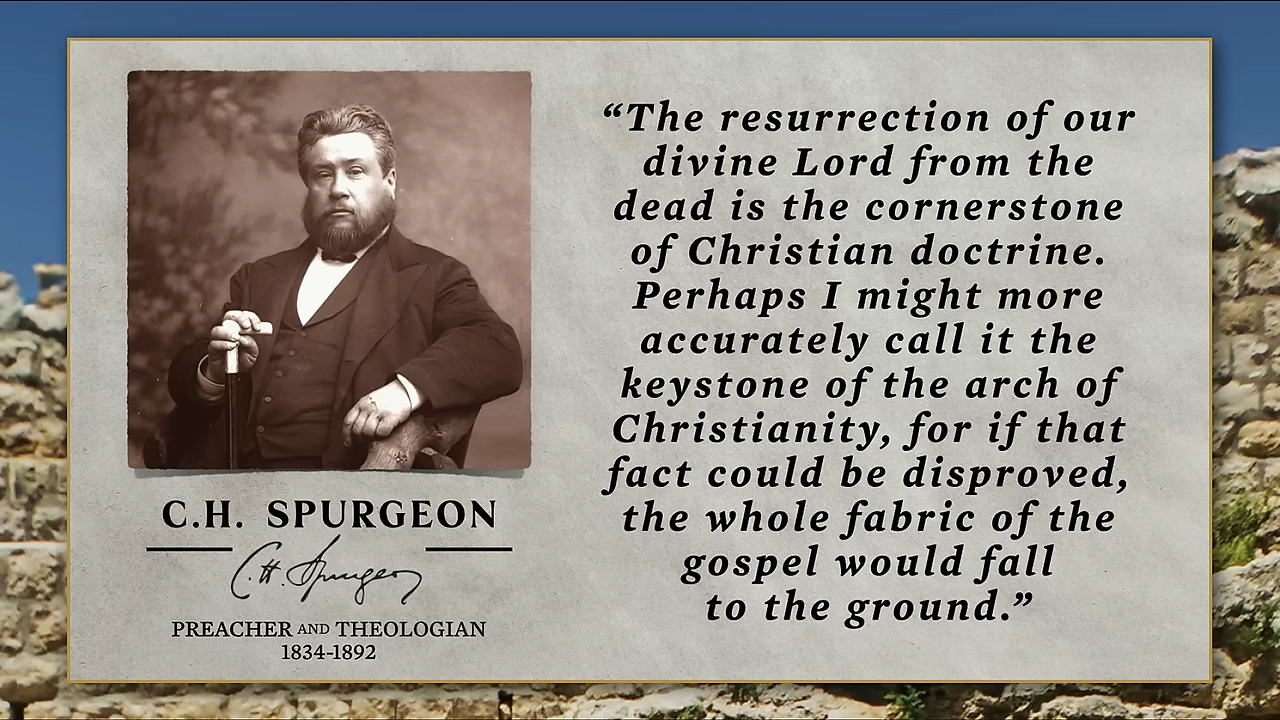 C.H. SPURGEON
C.H. Spurgeon
PREACHER AND THEOLOGIAN
1834-1892
“The resurrection of our
divine Lord from the
dead is the cornerstone
of Christian doctrine.
Perhaps I might more
accurately call it the
keystone of the arch of
Christianity, for if that
fact could be disproved,
the whole fabric of the
gospel would fall
to the ground.”